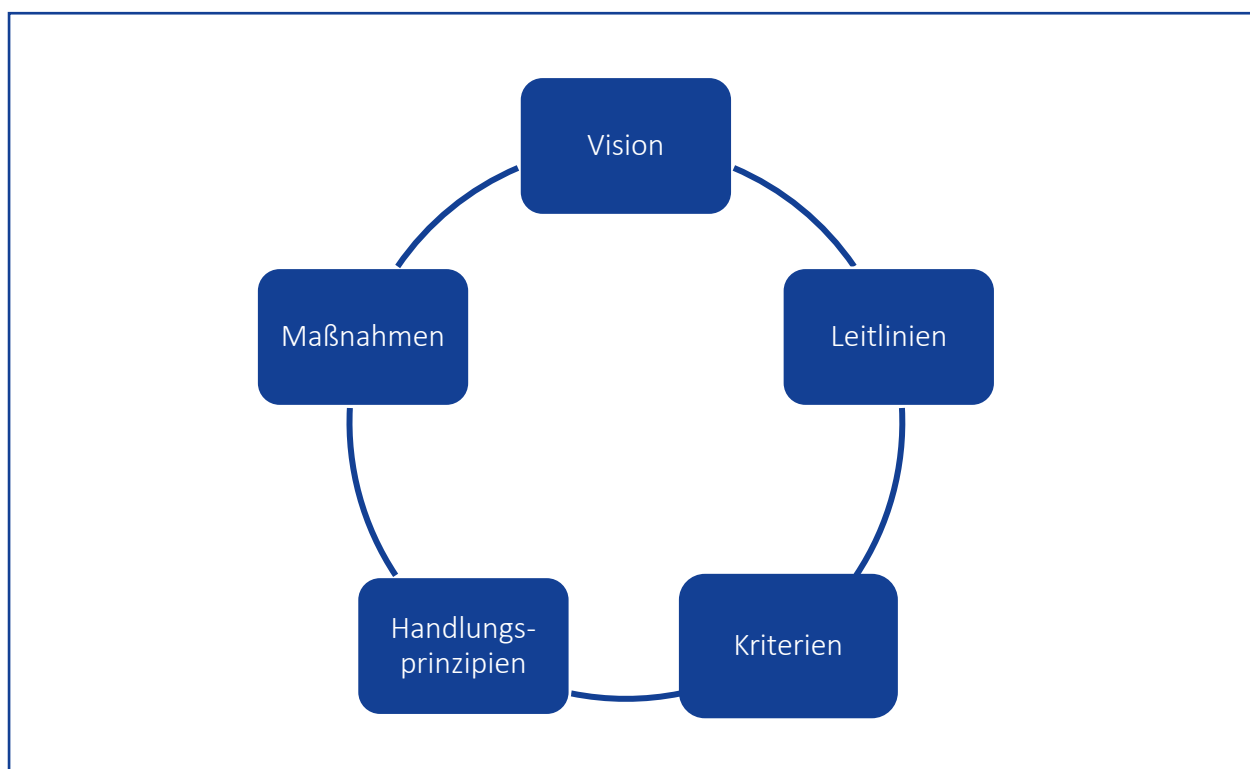 Vision
Leitlinien
Kriterien
Handlungs-
prinzipien
Maßnahmen